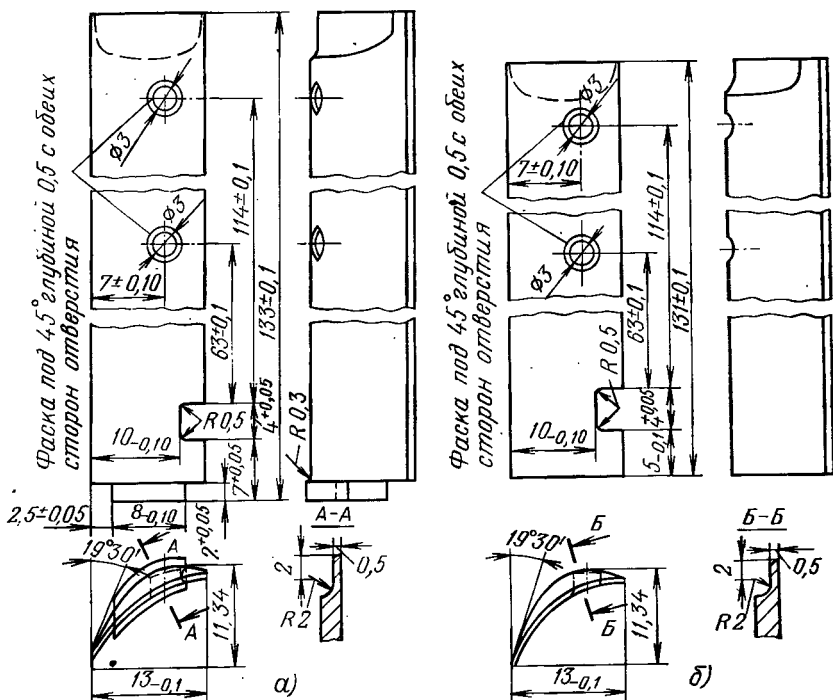 Фаска под 45° глубиной 0,5 с обеих
сторон отверстия
ϕ3
ϕ3
7±0,10
114±0,1
63±0,1
133±0,1
R0,5
4+0,05
10-0,10
7+0,05
2,5±0,05
8-0,10
2+0,05
R0,3
А-А
19°30'
А
А
11,34
13-0,1
2
0,5
R2
а)
Фаска под 45° глубиной 0,5 с обеих
сторон отверстия
ϕ3
7±0,10
ϕ3
114±0,1
63±0,1
131±0,1
R0,5
4±0,05
10-0,10
5-0,1
Б-Б
19°30'
Б
Б
11,34
13-0,1
2
0,5
R2
б)